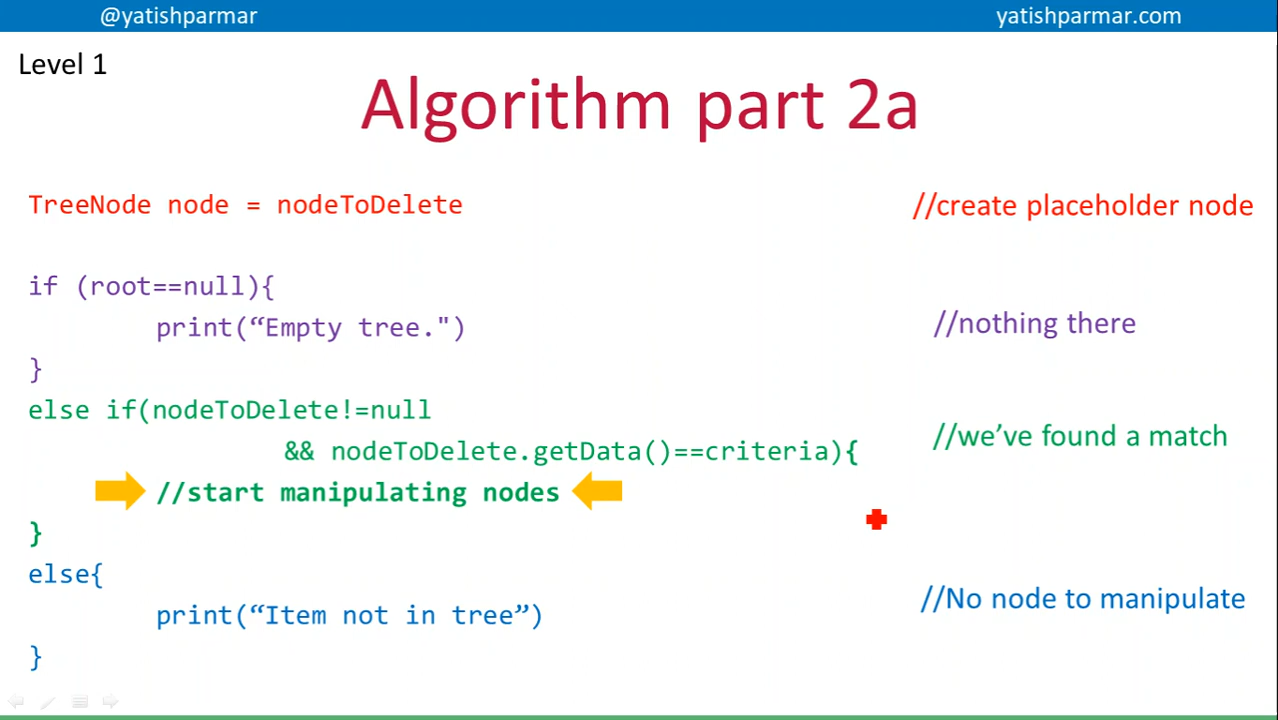 @yatishparmar yatishparmar.com
Level 1
Algorithm part 2a
TreeNode node = nodeToDelete //create placeholder node
if (root==null){
print(“Empty tree.") //nothing there
}
else if(nodeToDelete!=null
&& nodeToDelete.getData()==criteria){ //we’ve found a match
//start manipulating nodes
}
else{
print(“Item not in tree”) //No node to manipulate
}